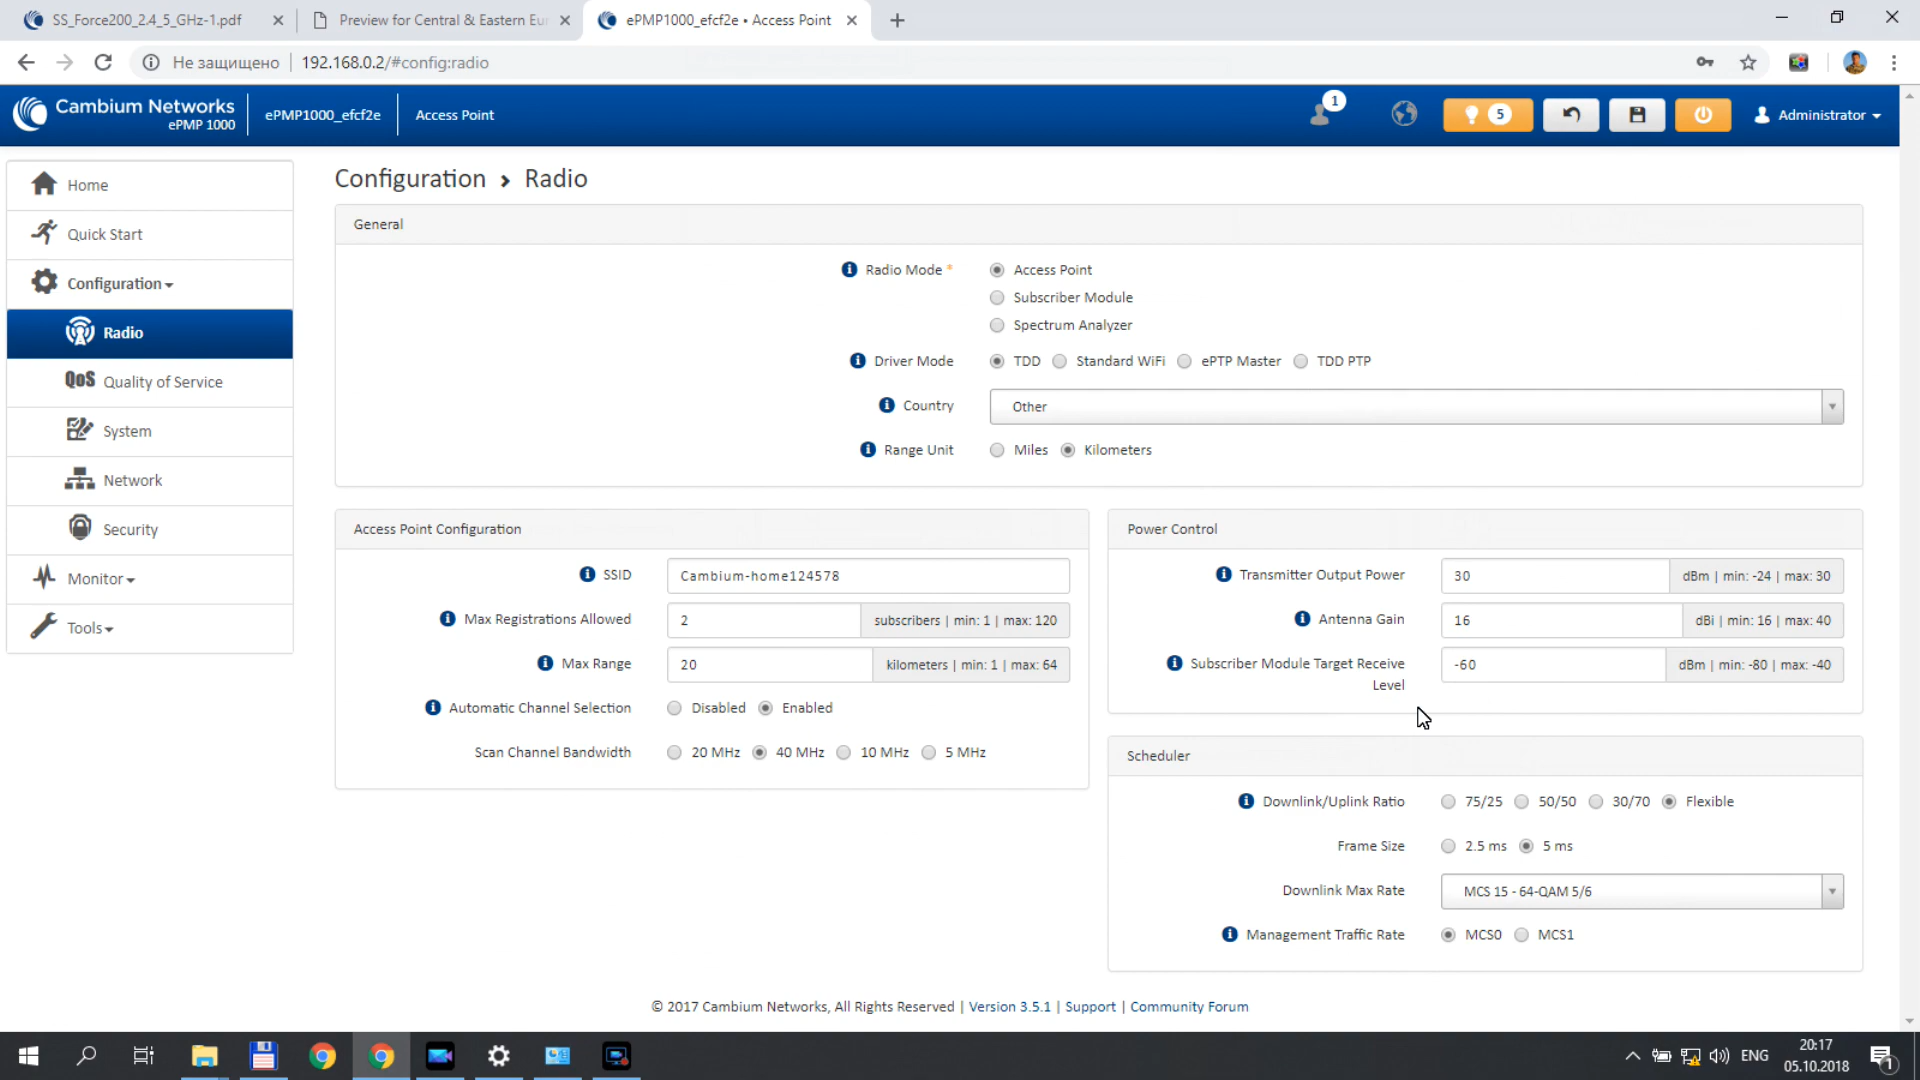 SS_Force200_2.4_5_GHz-1.pdf
Preview for Central & Eastern Eur
ePMP1000_efcf2e • Access Point
Не защищено 192.168.0.2/#config:radio
Cambium Networks
ePMP 1000
ePMP1000_efcf2e
Access Point
1
5
Administrator
Home
Quick Start
Configuration
Radio
QoS Quality of Service
System
Network
Security
Monitor
Tools
Configuration > Radio
General
Radio Mode * Access Point
Subscriber Module
Spectrum Analyzer
Driver Mode TDD Standard WiFi ePTP Master TDD PTP
Country Other
Range Unit Miles Kilometers
Access Point Configuration
SSID Cambium-home124578
Max Registrations Allowed 2 subscribers | min: 1 | max: 120
Max Range 20 kilometers | min: 1 | max: 64
Automatic Channel Selection Disabled Enabled
Scan Channel Bandwidth 20 MHz 40 MHz 10 MHz 5 MHz
Power Control
Transmitter Output Power 30 dBm | min: -24 | max: 30
Antenna Gain 16 dBi | min: 16 | max: 40
Subscriber Module Target Receive
Level
-60 dBm | min: -80 | max: -40
Scheduler
Downlink/Uplink Ratio 75/25 50/50 30/70 Flexible
Frame Size 2.5 ms 5 ms
Downlink Max Rate MCS 15 - 64-QAM 5/6
Management Traffic Rate MCS0 MCS1
© 2017 Cambium Networks, All Rights Reserved | Version 3.5.1 | Support | Community Forum
ENG
20:17
05.10.2018
1